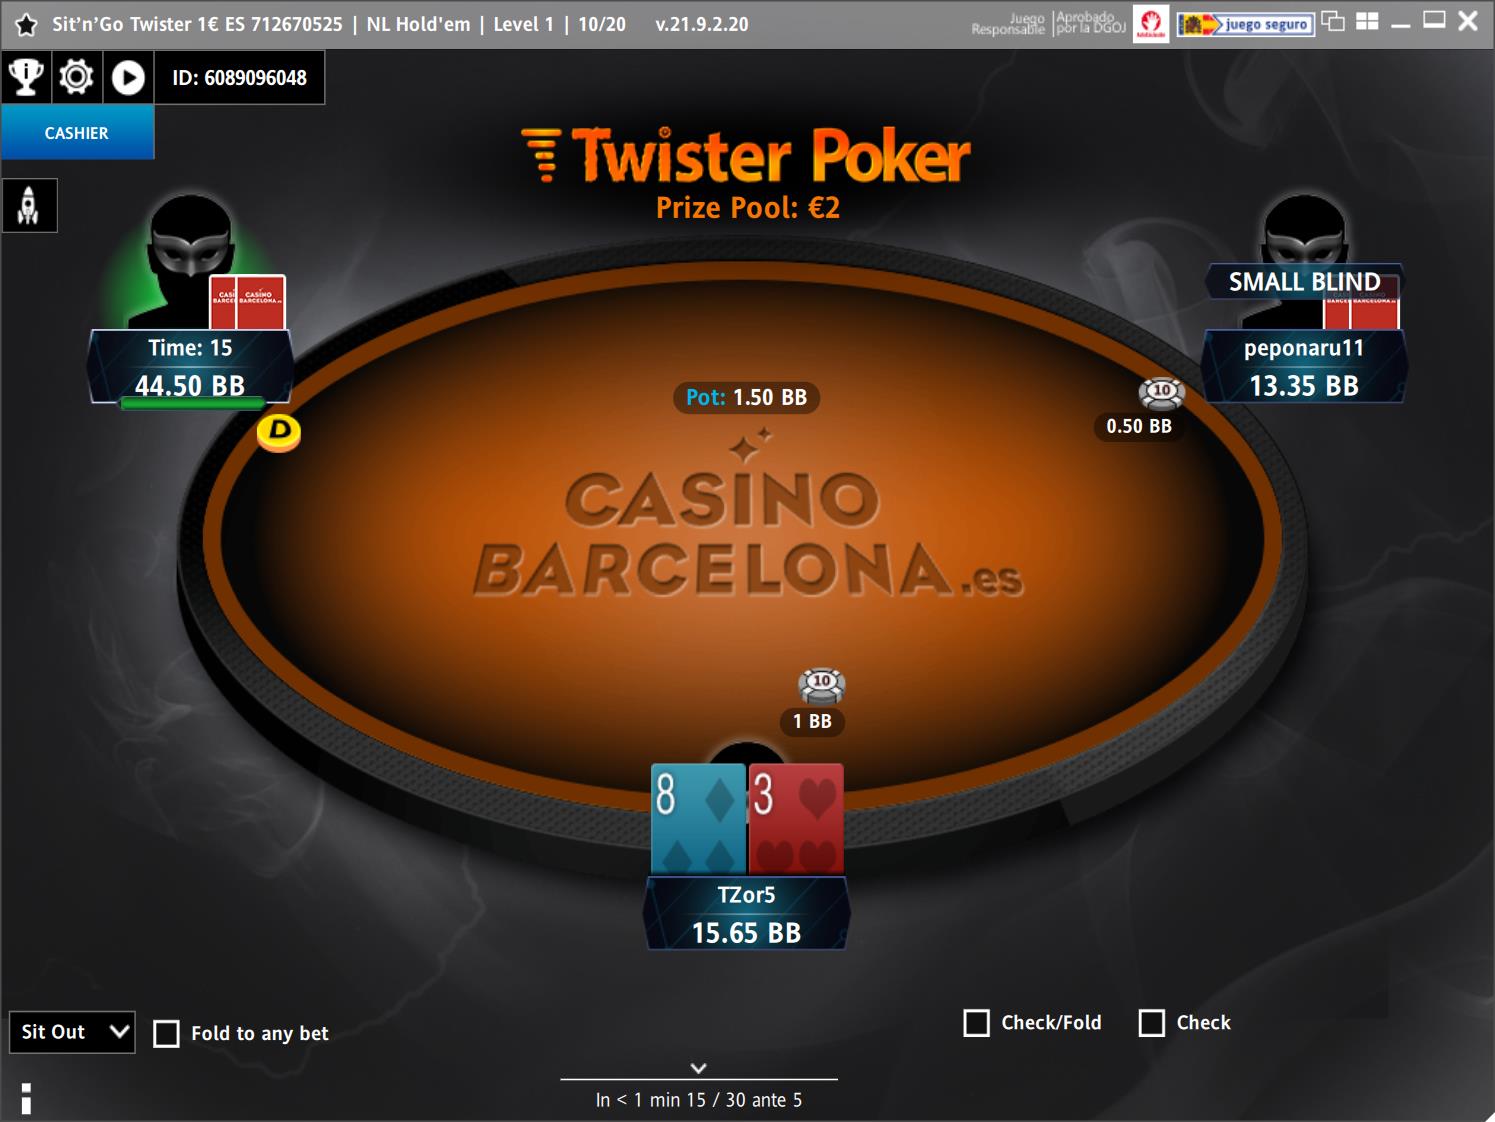 Sit'n'Go Twister 1€ ES 712670525 | NL Hold'em | Level 1 | 10/20 v.21.9.2.20
Juego Responsable
Aprobado por la DGOJ
juego seguro
ID: 6089096048
CASHIER
Twister Poker
Prize Pool: €2
CASINO BARCELONA.es
Time: 15
44.50 BB
D
SMALL BLIND
peponaru11
13.35 BB
Pot: 1.50 BB
10
0.50 BB
CASINO
BARCELONA.es
10
1 BB
8
3
TZor5
15.65 BB
Sit Out
Fold to any bet
Check/Fold
Check
In < 1 min 15 / 30 ante 5